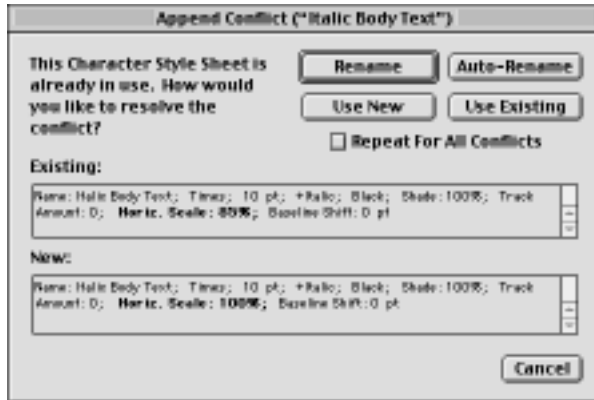 Append Conflict (“Italic Body Text”)
This Character Style Sheet is
already in use. How would
you like to resolve the
conflict?
Rename
Auto-Rename
Use New
Use Existing
Repeat For All Conflicts
Existing:
Name: Italic Body Text; Times; 10 pt; +Italic; Black; Shade: 100%; Track
Amount: 0; Horiz. Scale: 85%; Baseline Shift: 0 pt
New:
Name: Italic Body Text; Times; 10 pt; +Italic; Black; Shade: 100%; Track
Amount: 0; Horiz. Scale: 100%; Baseline Shift: 0 pt
Cancel